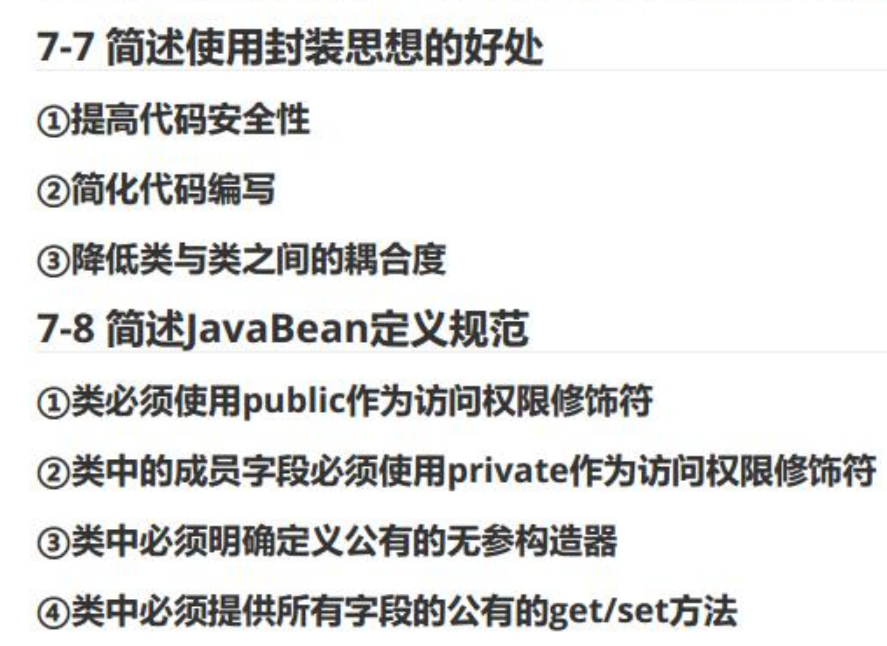 7-7 简述使用封装思想的好处
①提高代码安全性
②简化代码编写
③降低类与类之间的耦合度
7-8 简述JavaBean定义规范
①类必须使用public作为访问权限修饰符
②类中的成员字段必须使用private作为访问权限修饰符
③类中必须明确定义公有的无参构造器
④类中必须提供所有字段的公有的get/set方法